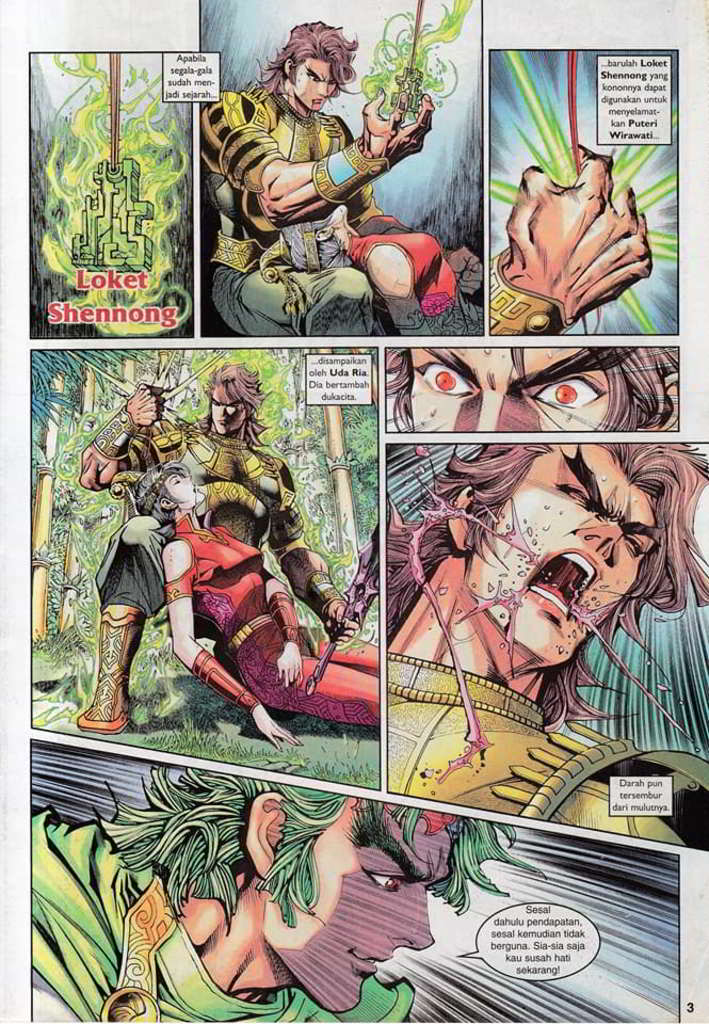 Apabila
segala-gala
sudah men-
jadi sejarah...
Loket
Shennong
...barulah Loket
Shennong yang
kononnya dapat
digunakan untuk
menyelamat-
kan Puteri
Wirawati...
...disampaikan
oleh Uda Ria.
Dia bertambah
dukacita.
Darah pun
tersembur
dari mulutnya.
Sesal
dahulu pendapatan,
sesal kemudian tidak
berguna. Sia-sia saja
kau susah hati
sekarang!
3